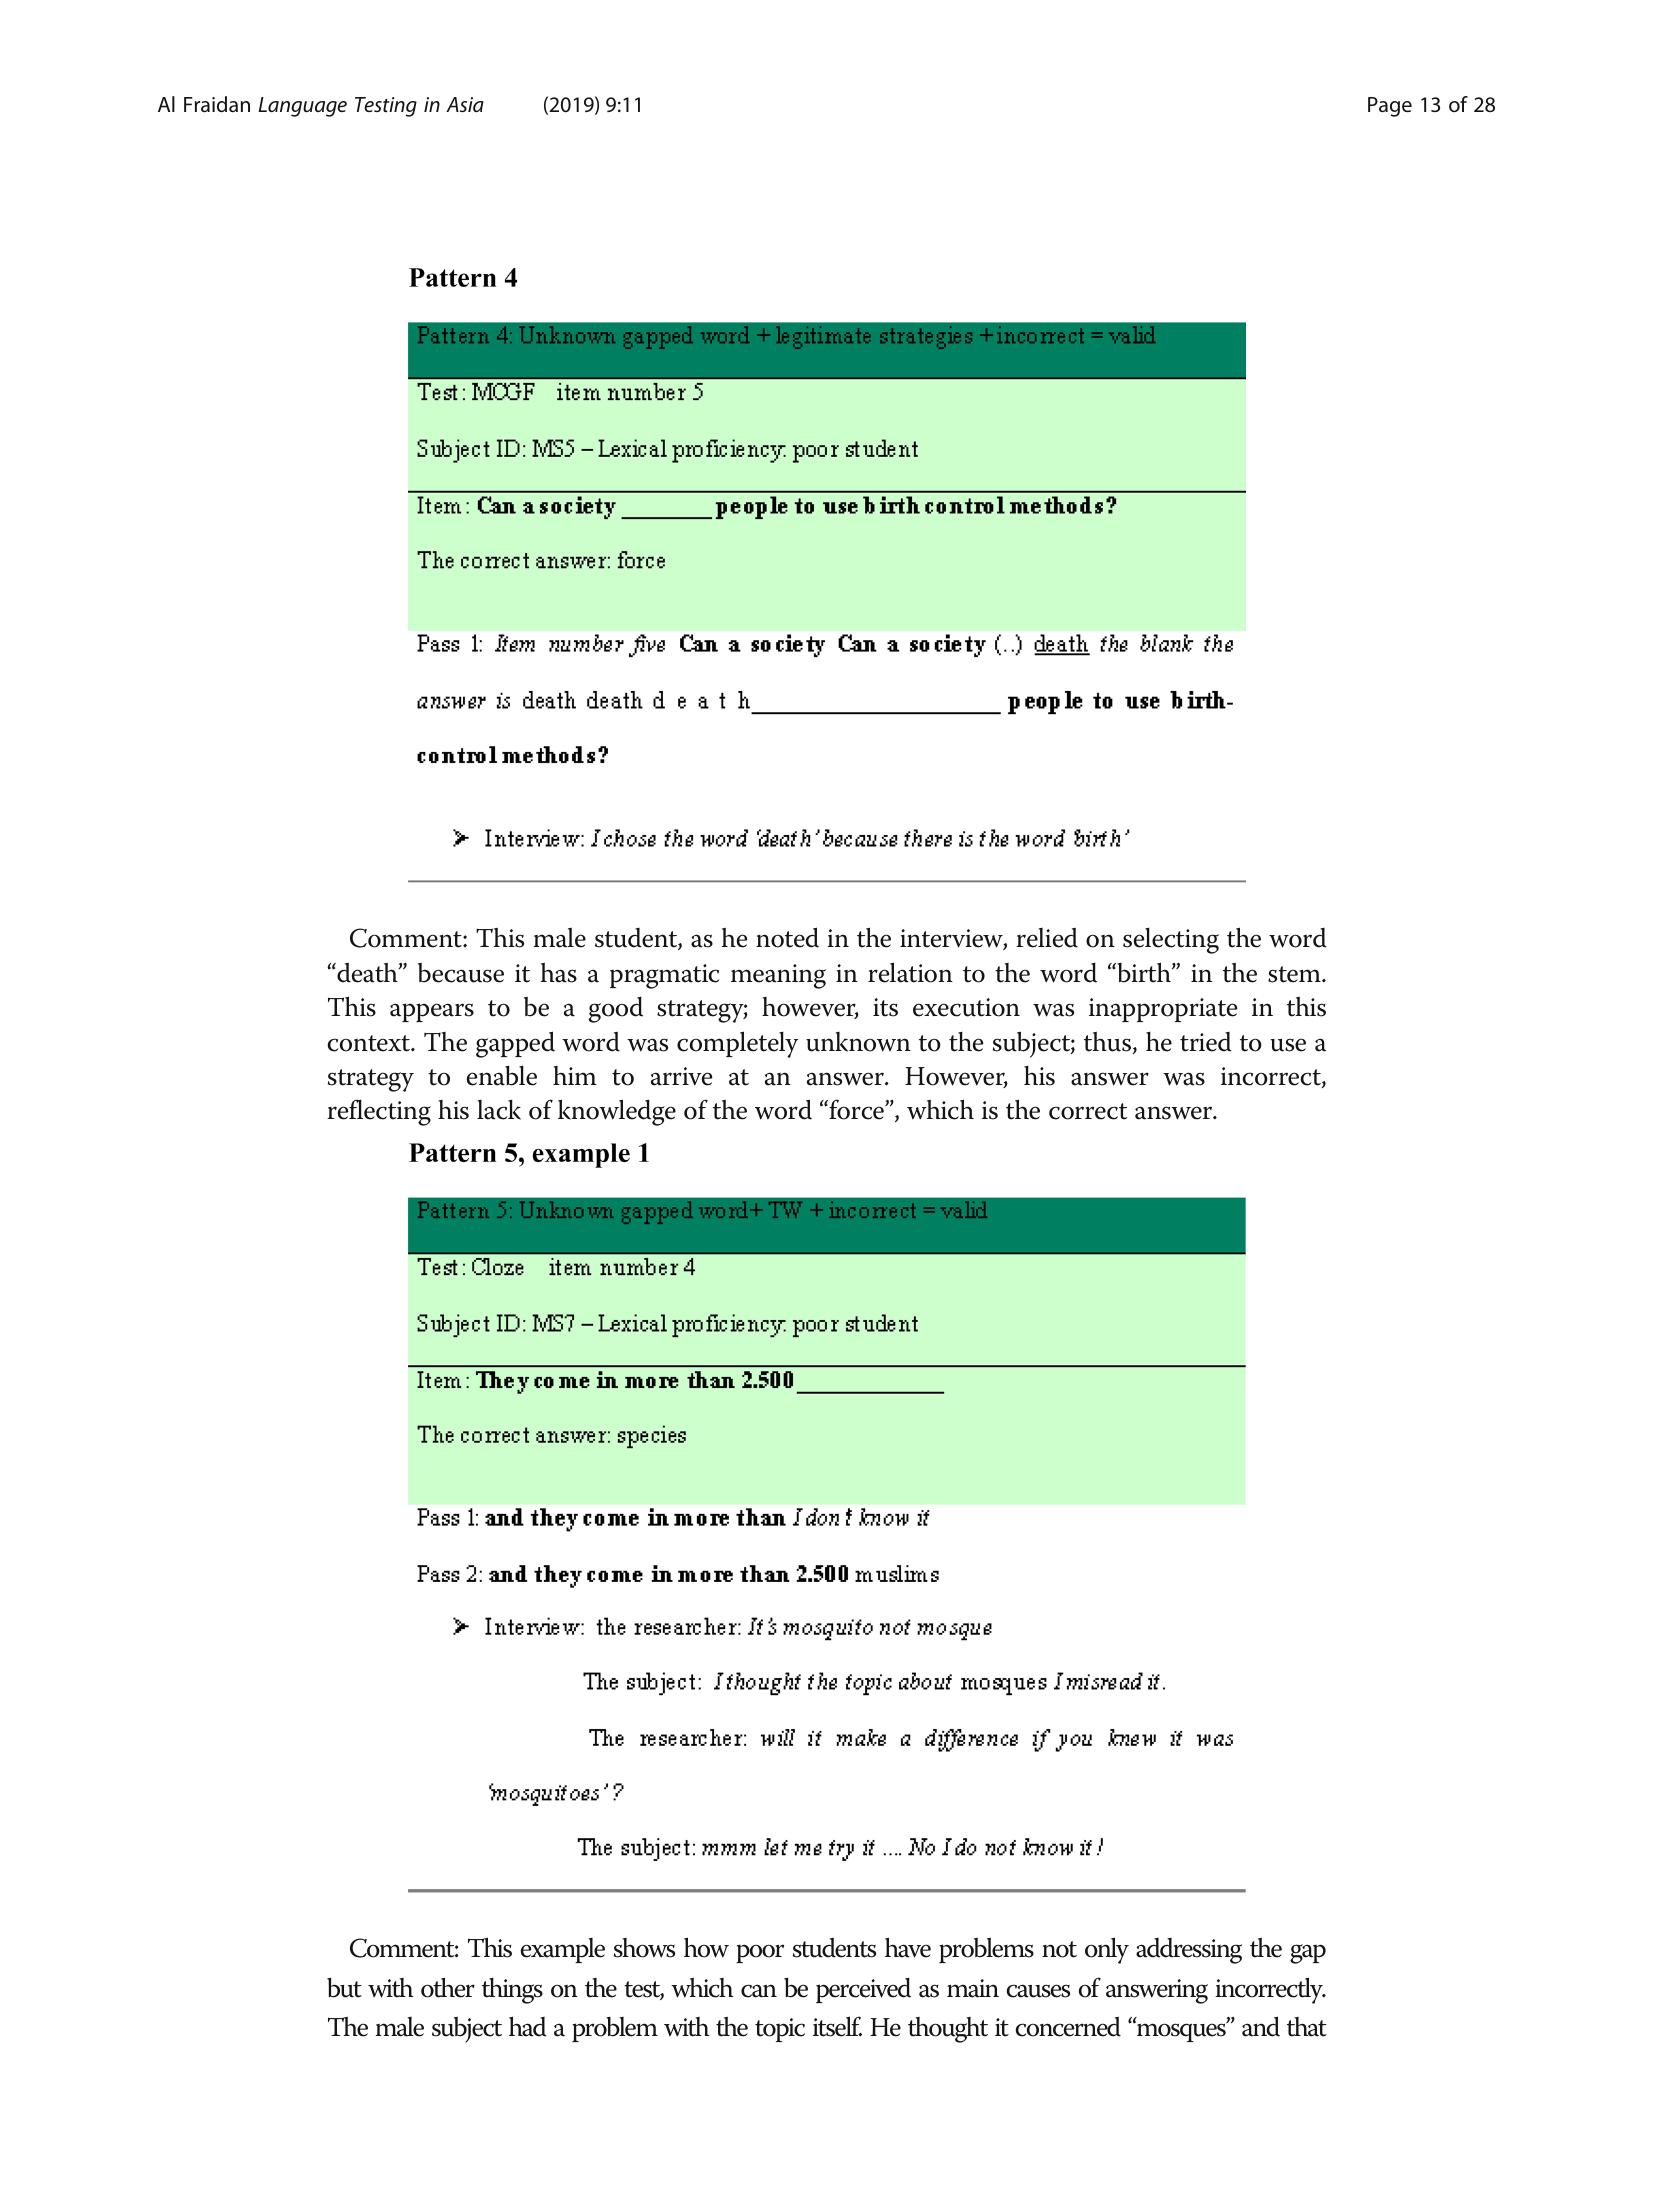 Al Fraidan Language Testing in Asia (2019) 9:11 Page 13 of 28
Pattern 4
Pattern 4: Unknown gapped word + legitimate strategies + incorrect = valid
Test: MCGF item number 5
Subject ID: MS5 – Lexical proficiency: poor student
Item: Can a society _______ people to use birth control methods?
The correct answer: force
Pass 1: Item number five Can a society Can a society (..) death the blank the
answer is death death d e a t h____________________ people to use birth-
control methods?
➢ Interview: I chose the word 'death' because there is the word 'birth'
Comment: This male student, as he noted in the interview, relied on selecting the word
“death” because it has a pragmatic meaning in relation to the word “birth” in the stem.
This appears to be a good strategy; however, its execution was inappropriate in this
context. The gapped word was completely unknown to the subject; thus, he tried to use a
strategy to enable him to arrive at an answer. However, his answer was incorrect,
reflecting his lack of knowledge of the word “force”, which is the correct answer.
Pattern 5, example 1
Pattern 5: Unknown gapped word+ TW + incorrect = valid
Test: Cloze item number 4
Subject ID: MS7 – Lexical proficiency: poor student
Item: They come in more than 2.500____________
The correct answer: species
Pass 1: and they come in more than I don't know it
Pass 2: and they come in more than 2.500 muslims
➢ Interview: the researcher: It's mosquito not mosque
The subject: I thought the topic about mosques I misread it.
The researcher: will it make a difference if you knew it was
'mosquitoes'?
The subject: mmm let me try it .... No I do not know it!
Comment: This example shows how poor students have problems not only addressing the gap
but with other things on the test, which can be perceived as main causes of answering incorrectly.
The male subject had a problem with the topic itself. He thought it concerned “mosques” and that